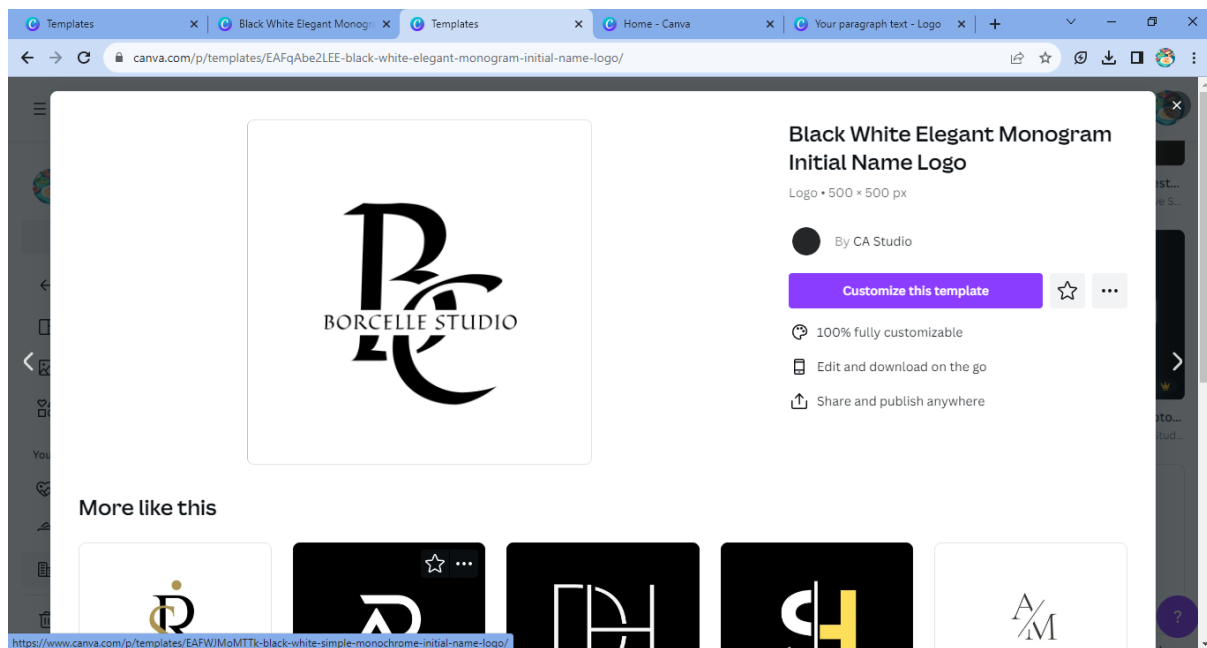 Templates
Black White Elegant Monogr
Templates
Home - Canva
Your paragraph text - Logo
canva.com/p/templates/EAFqAbe2LEE-black-white-elegant-monogram-initial-name-logo/
Black White Elegant Monogram
Initial Name Logo
Logo • 500 × 500 px
By CA Studio
Customize this template
100% fully customizable
Edit and download on the go
Share and publish anywhere
BC
BORCELLE STUDIO
You
More like this
A/M
?
https://www.canva.com/p/templates/EAFWJMoMTTk-black-white-simple-monochrome-initial-name-logo/